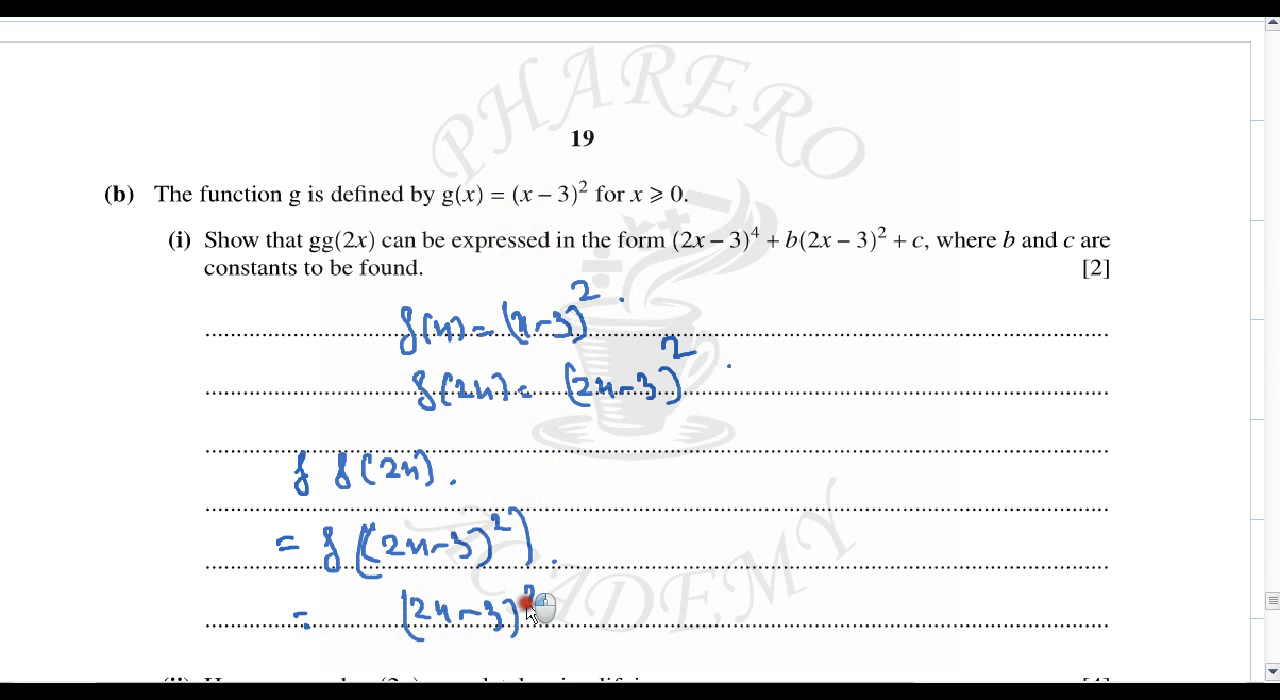 PHARERO
19
(b) The function g is defined by g(x) = (x − 3)² for x ⩾ 0.
(i) Show that gg(2x) can be expressed in the form (2x − 3)⁴ + b(2x − 3)² + c, where b and c are
constants to be found. [2]
g(x) = (x-3)² .
g(2x) = (2x-3)² .
g g(2x) .
= g((2x-3)²) .
= (2x-3)²
CADEMY